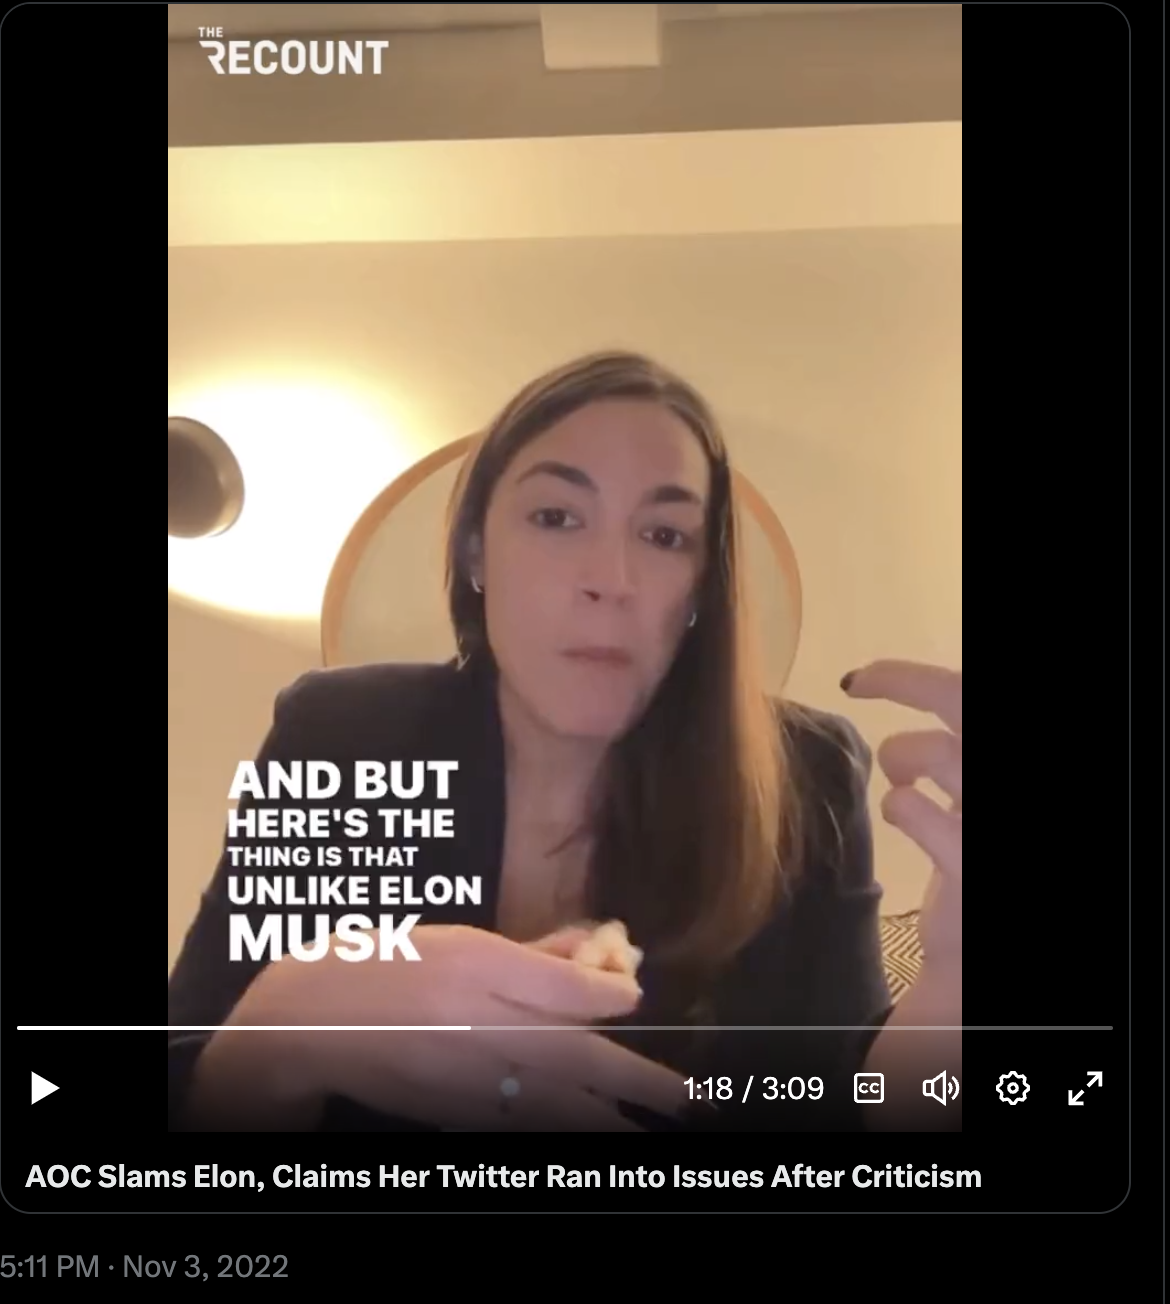 THE
RECOUNT
AND BUT
HERE'S THE
THING IS THAT
UNLIKE ELON
MUSK
1:18 / 3:09
CC
AOC Slams Elon, Claims Her Twitter Ran Into Issues After Criticism
5:11 PM · Nov 3, 2022